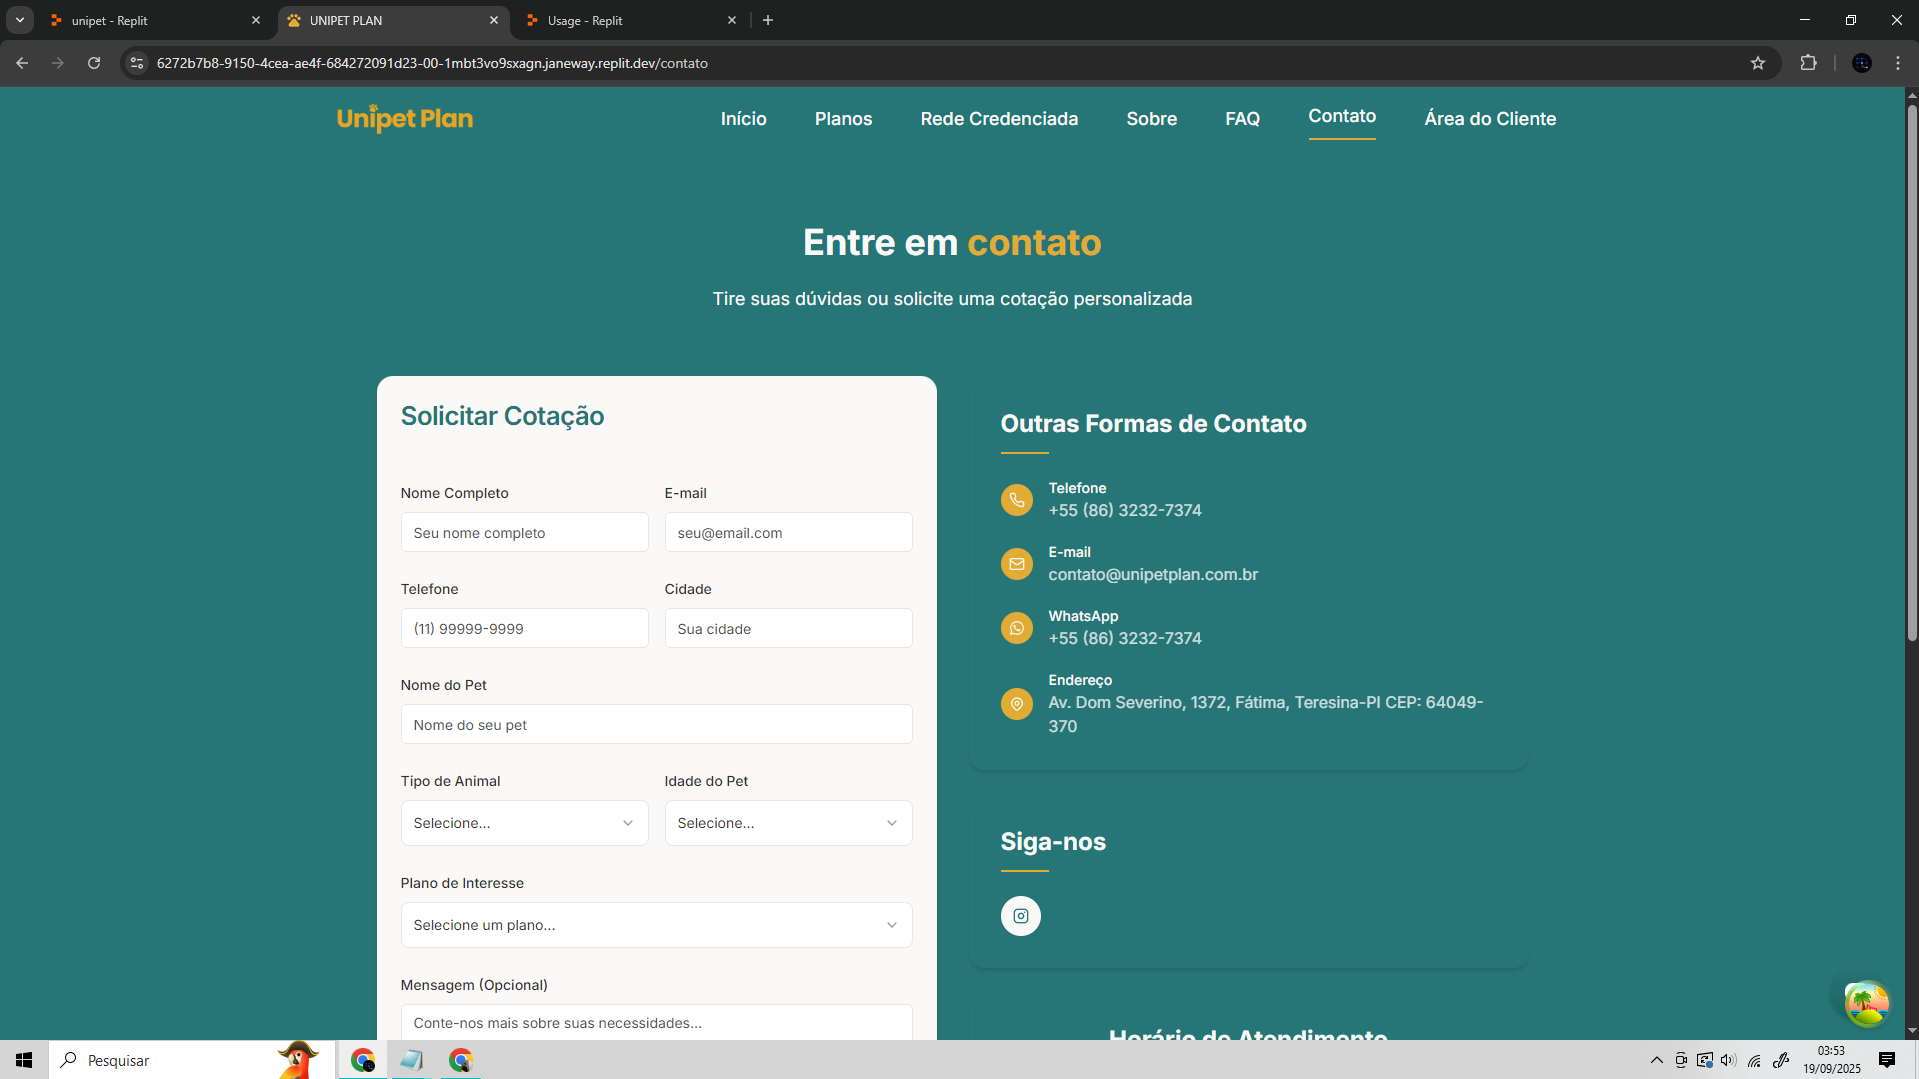 unipet - Replit
UNIPET PLAN
Usage - Replit
6272b7b8-9150-4cea-ae4f-684272091d23-00-1mbt3vo9sxagn.janeway.replit.dev/contato
Unipet Plan
Início
Planos
Rede Credenciada
Sobre
FAQ
Contato
Área do Cliente
Entre em contato
Tire suas dúvidas ou solicite uma cotação personalizada
Solicitar Cotação
Nome Completo
Seu nome completo
E-mail
seu@email.com
Telefone
(11) 99999-9999
Cidade
Sua cidade
Nome do Pet
Nome do seu pet
Tipo de Animal
Selecione...
Idade do Pet
Selecione...
Plano de Interesse
Selecione um plano...
Mensagem (Opcional)
Conte-nos mais sobre suas necessidades...
Outras Formas de Contato
Telefone
+55 (86) 3232-7374
E-mail
contato@unipetplan.com.br
WhatsApp
+55 (86) 3232-7374
Endereço
Av. Dom Severino, 1372, Fátima, Teresina-PI CEP: 64049-
370
Siga-nos
Horário de Atendimento
Pesquisar
03:53
19/09/2025